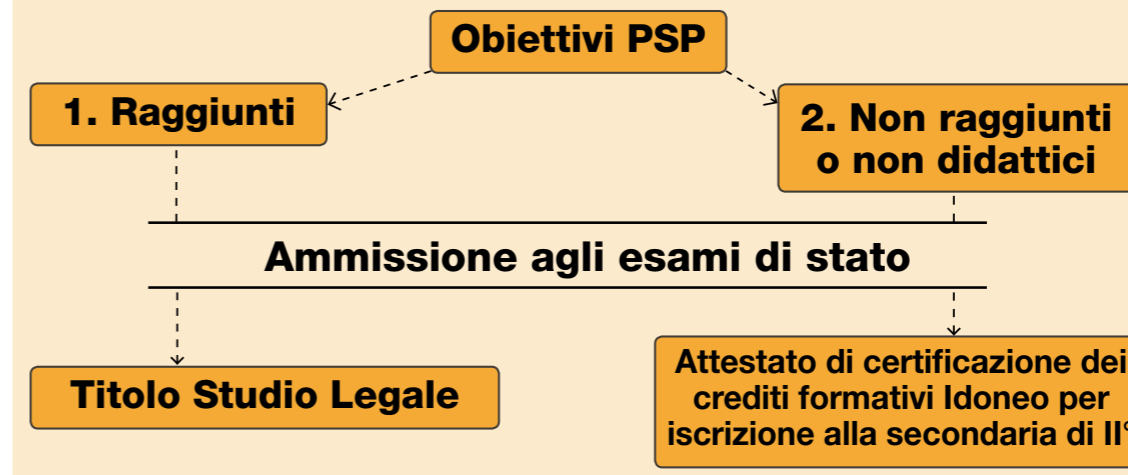 Obiettivi PSP
1. Raggiunti
2. Non raggiunti
o non didattici
Ammissione agli esami di stato
Titolo Studio Legale
Attestato di certificazione dei
crediti formativi Idoneo per
iscrizione alla secondaria di II°